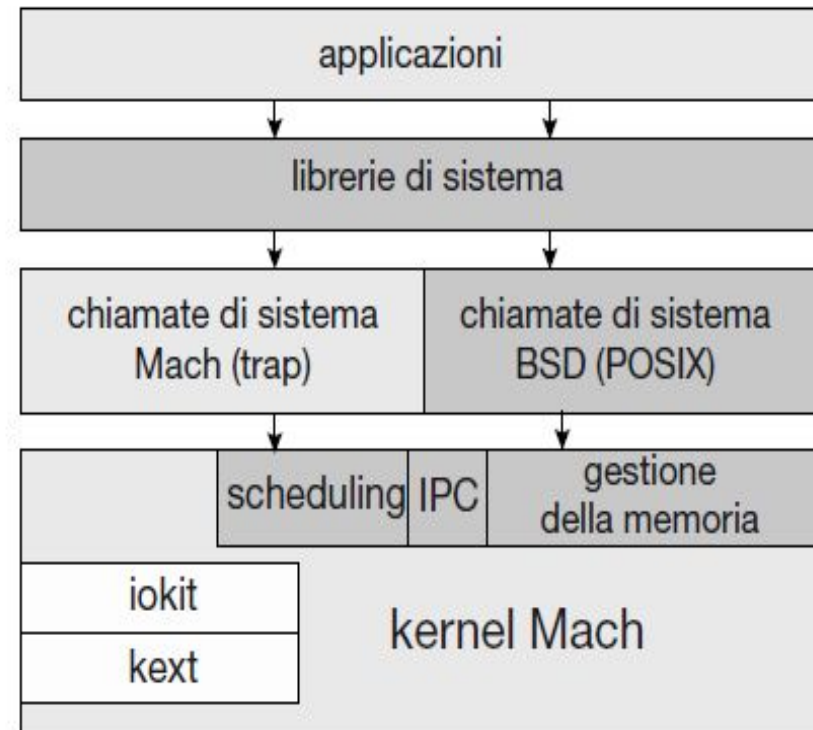 applicazioni
librerie di sistema
chiamate di sistema
Mach (trap)
chiamate di sistema
BSD (POSIX)
scheduling
IPC
gestione
della memoria
iokit
kext
kernel Mach